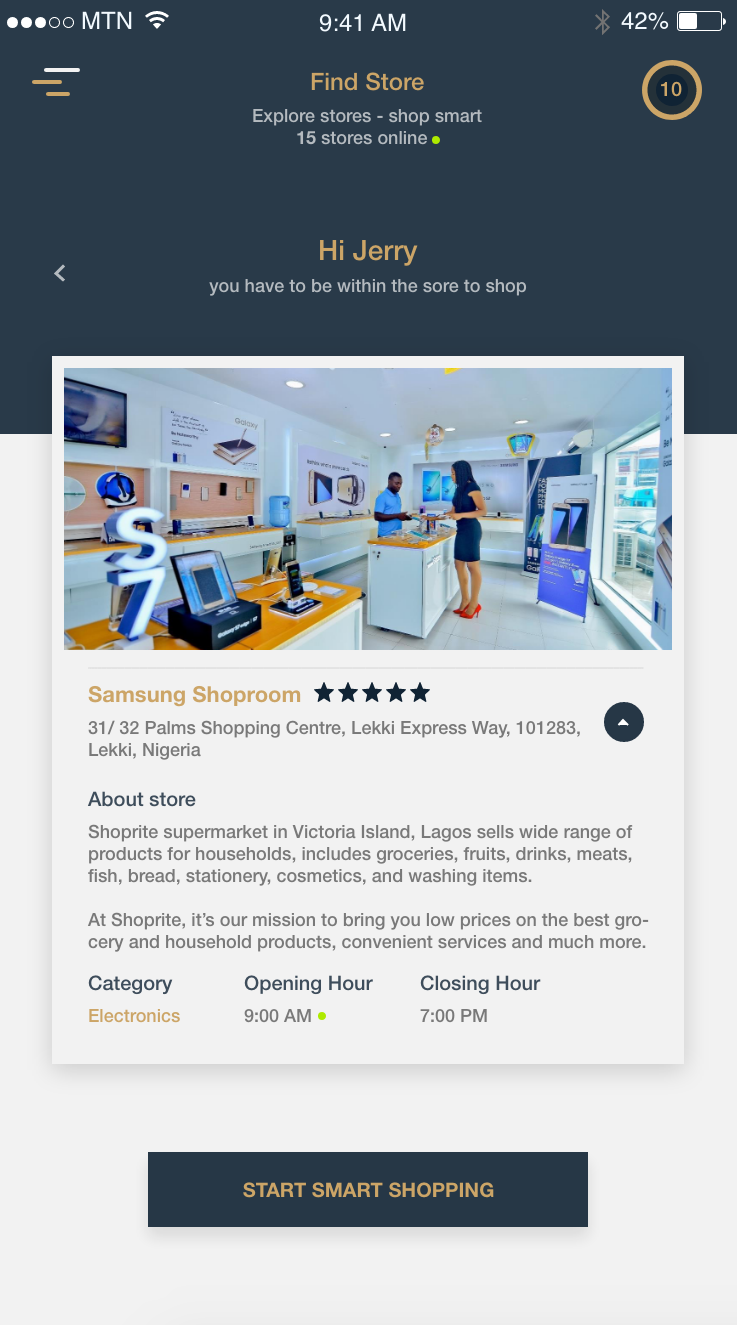 MTN 9:41 AM 42%
Find Store
10
Explore stores - shop smart
15 stores online
Hi Jerry
you have to be within the sore to shop
Galaxy
S
7
Samsung Shoproom
31/ 32 Palms Shopping Centre, Lekki Express Way, 101283,
Lekki, Nigeria
About store
Shoprite supermarket in Victoria Island, Lagos sells wide range of
products for households, includes groceries, fruits, drinks, meats,
fish, bread, stationery, cosmetics, and washing items.
At Shoprite, it’s our mission to bring you low prices on the best gro-
cery and household products, convenient services and much more.
Category Opening Hour Closing Hour
Electronics 9:00 AM 7:00 PM
START SMART SHOPPING